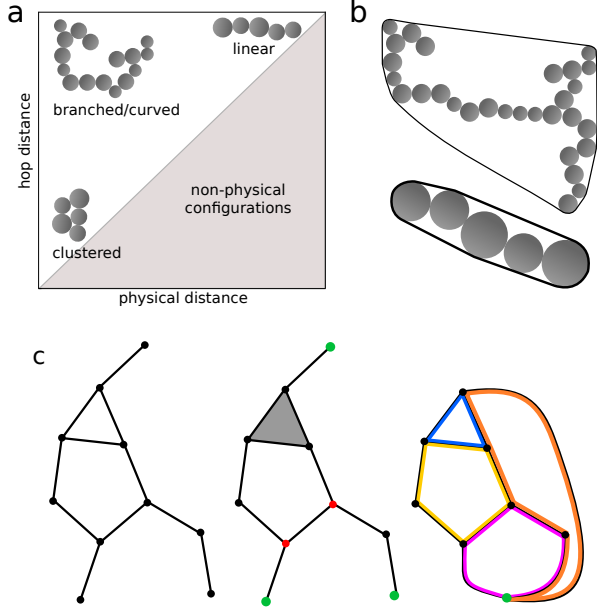 a
linear
branched/curved
hop distance
non-physical
configurations
clustered
physical distance
b
c